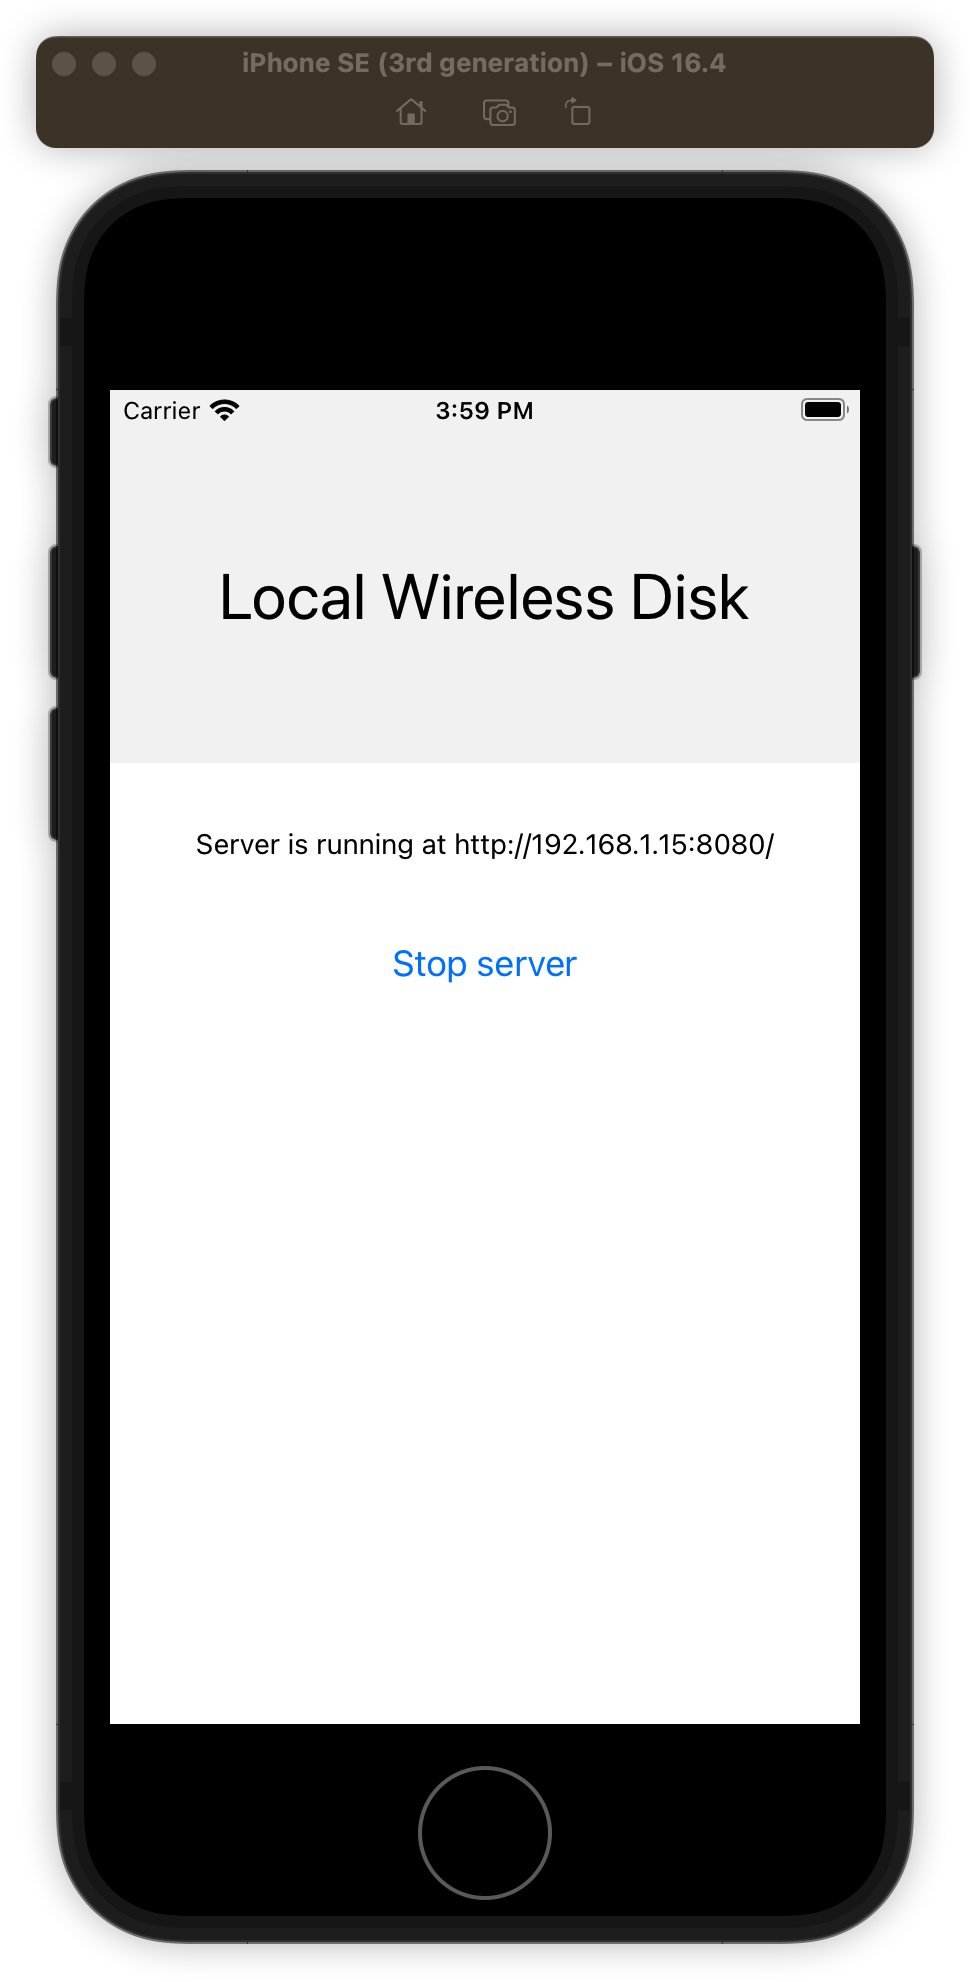 iPhone SE (3rd generation) – iOS 16.4
Carrier 3:59 PM
Local Wireless Disk
Server is running at http://192.168.1.15:8080/
Stop server